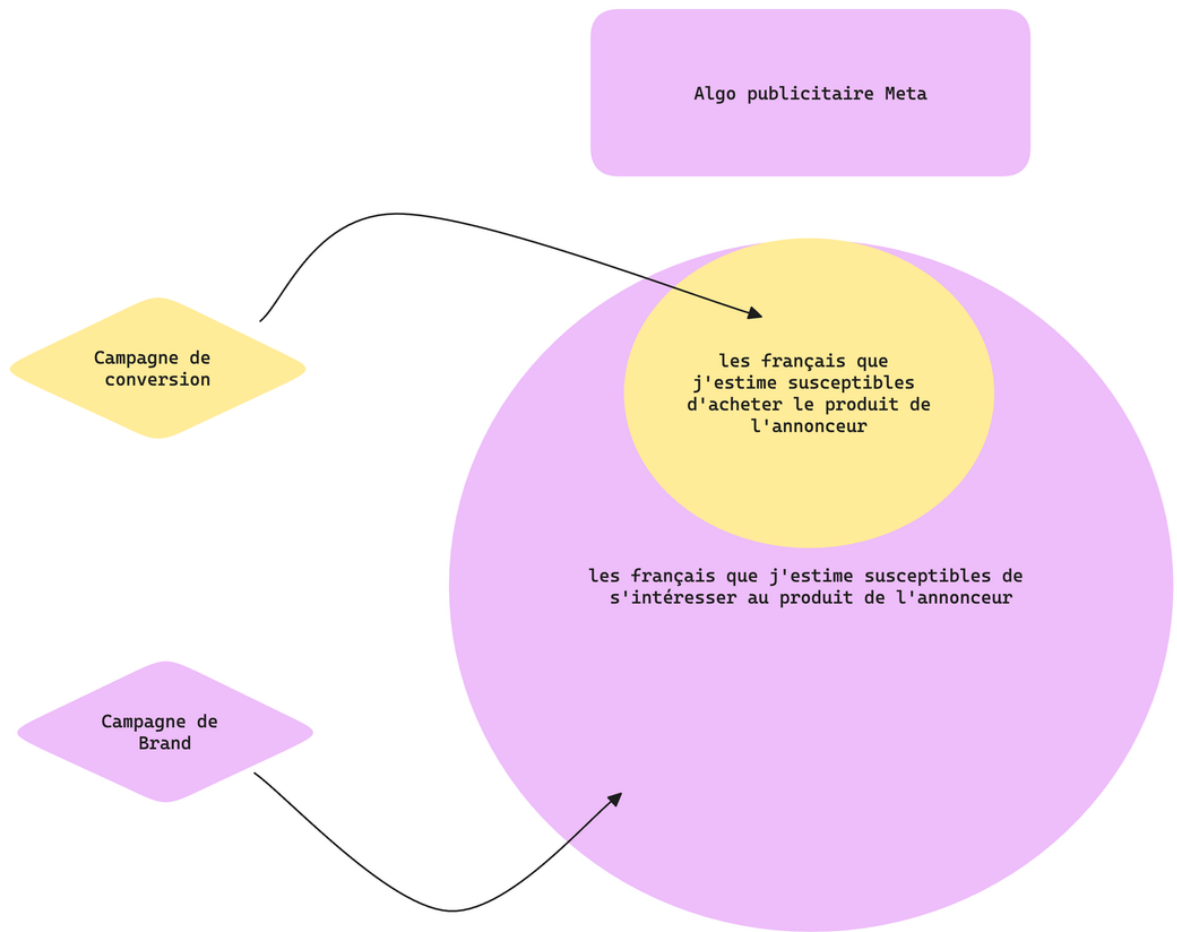 Algo publicitaire Meta
Campagne de
conversion
les français que
j'estime susceptibles
d'acheter le produit de
l'annonceur
les français que j'estime susceptibles de
s'intéresser au produit de l'annonceur
Campagne de
Brand